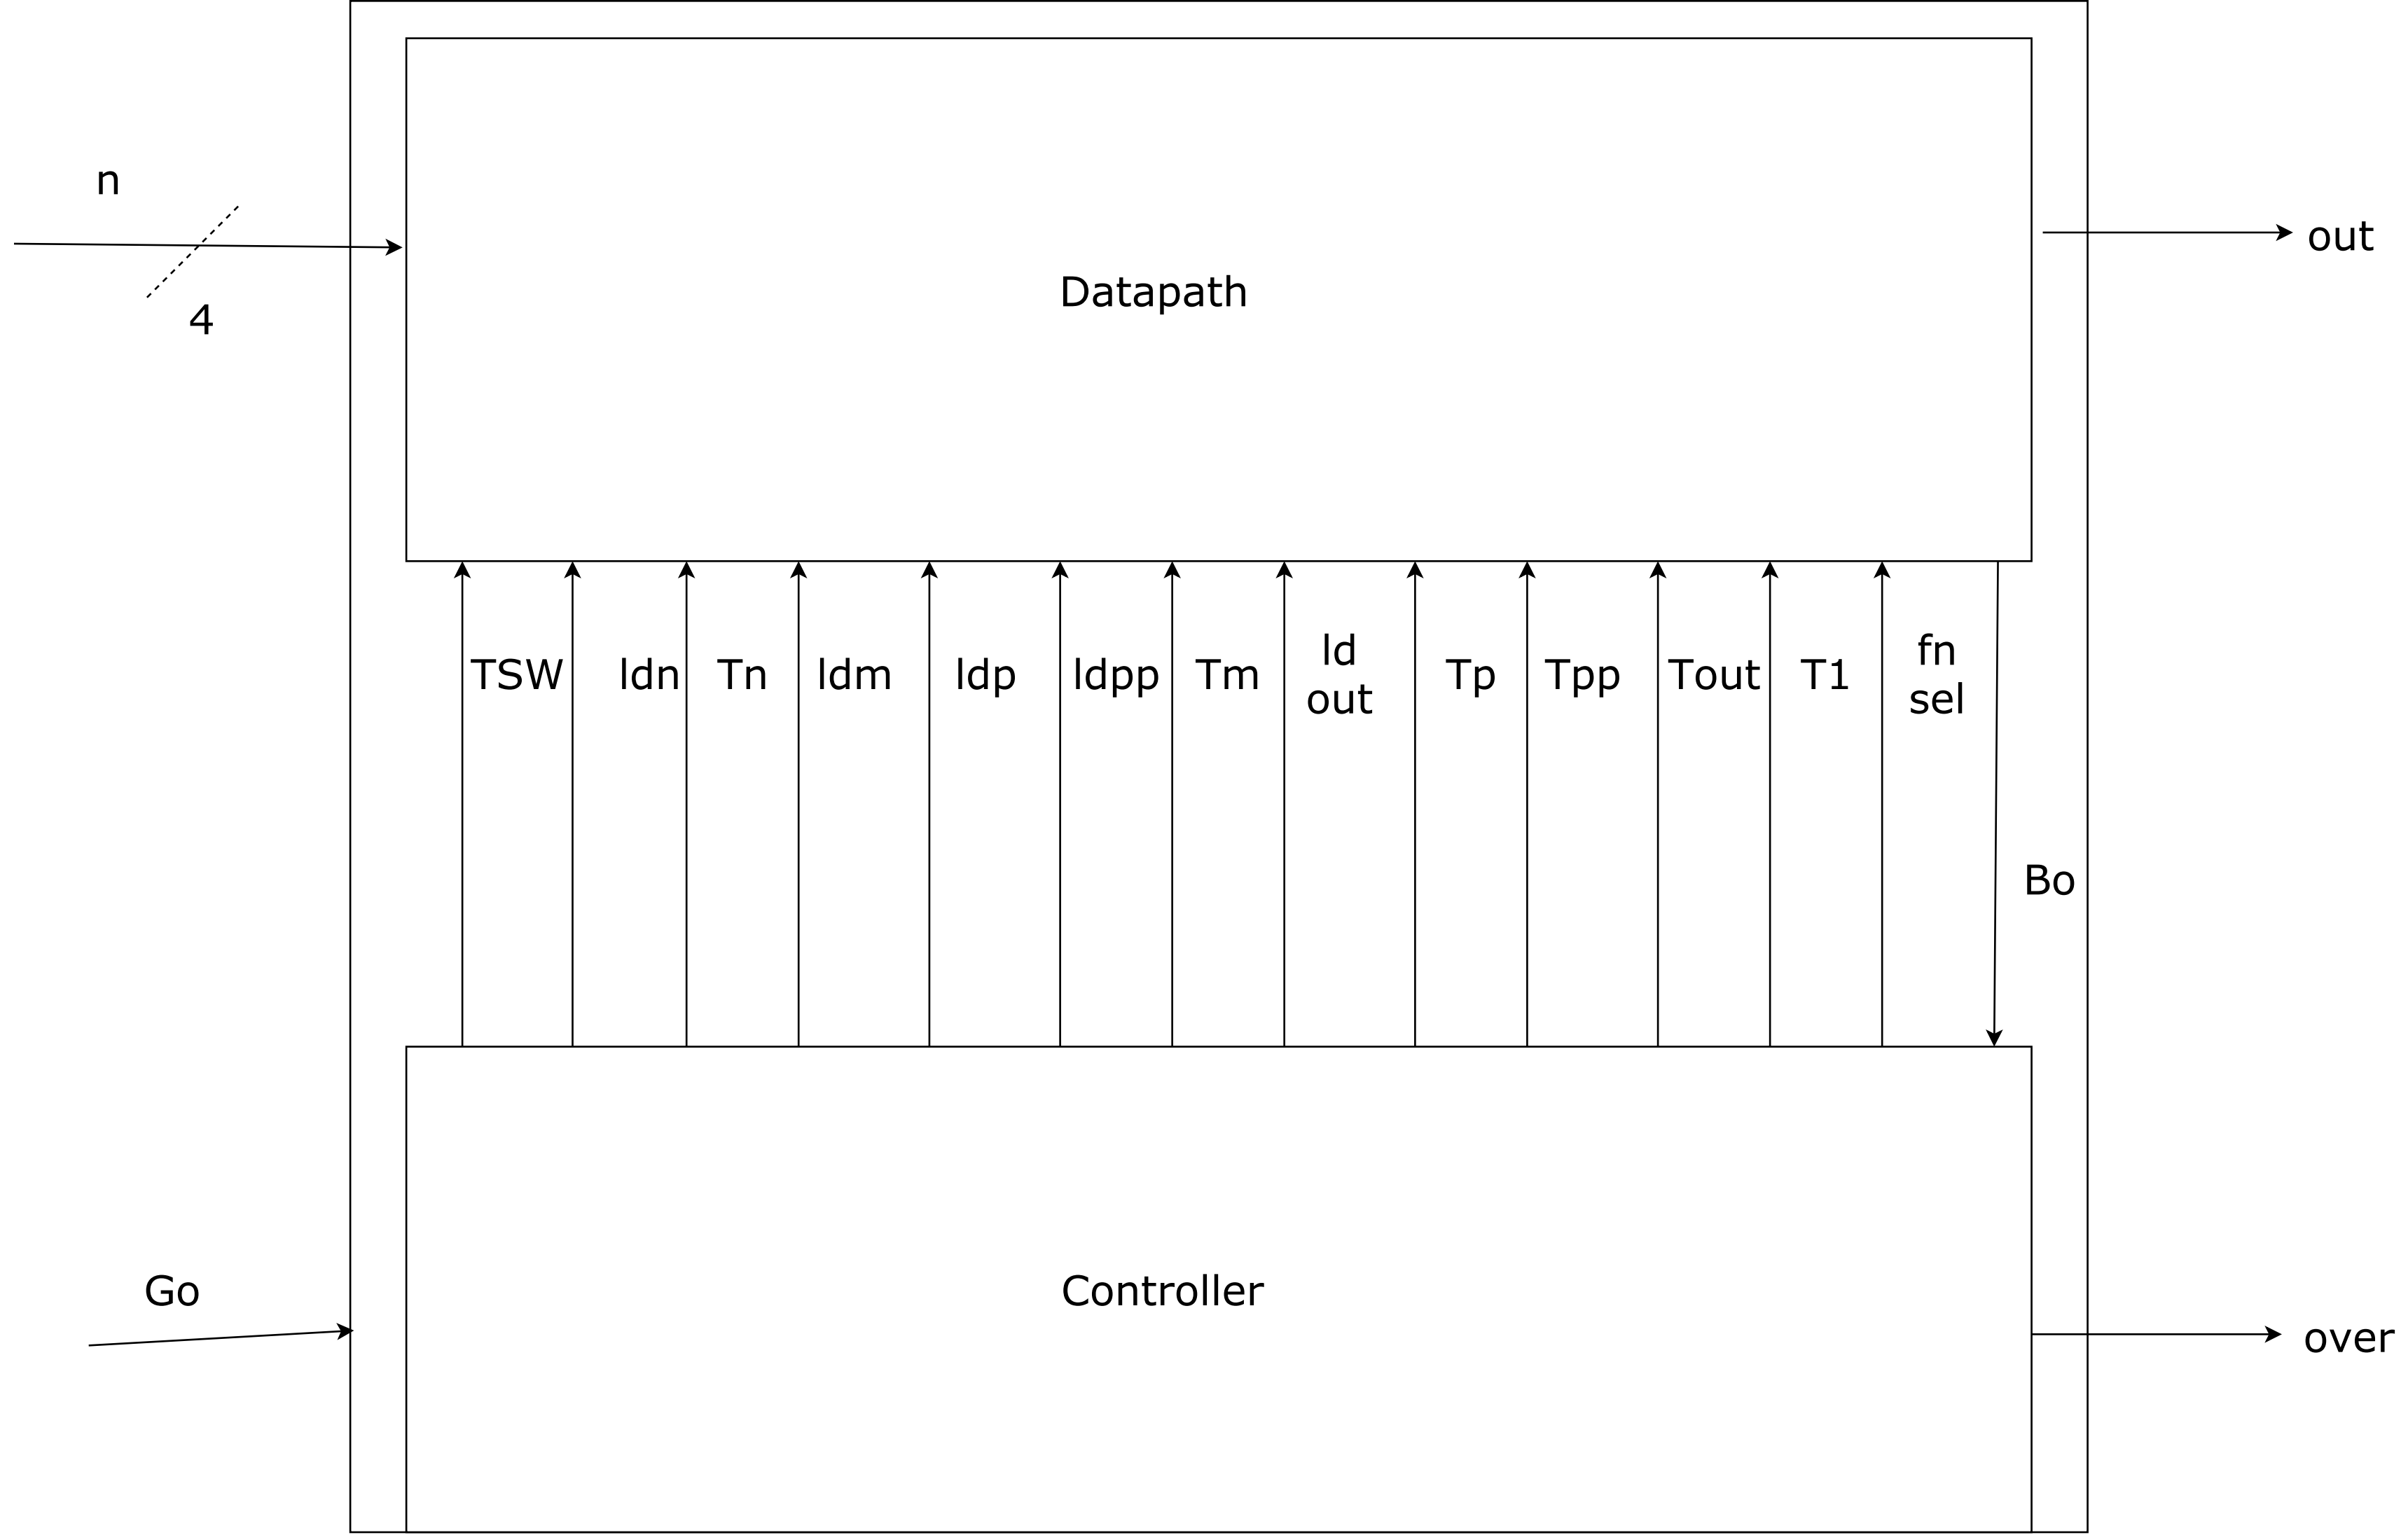 n
4
Datapath
out
TSW
ldn
Tn
ldm
ldp
ldpp
Tm
ld
out
Tp
Tpp
Tout
T1
fn
sel
Bo
Go
Controller
over